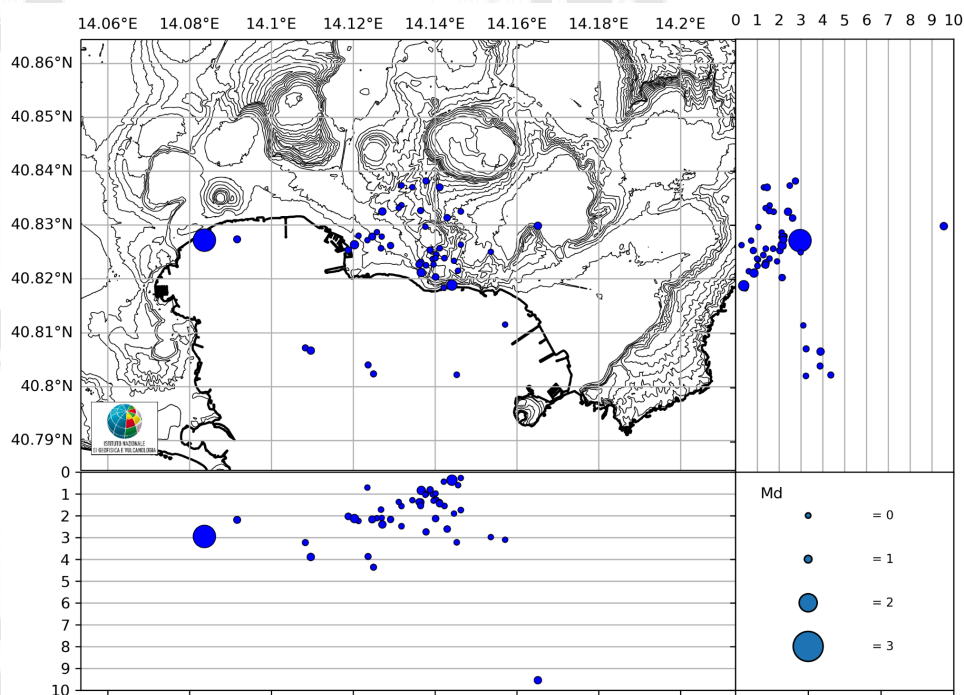 14.06°E 14.08°E 14.1°E 14.12°E 14.14°E 14.16°E 14.18°E 14.2°E 0 1 2 3 4 5 6 7 8 9 10
40.86°N
40.85°N
40.84°N
40.83°N
40.82°N
40.81°N
40.8°N
40.79°N
ISTITUTO NAZIONALE
DI GEOFISICA E VULCANOLOGIA
0
1
2
3
4
5
6
7
8
9
10
Md
= 0
= 1
= 2
= 3